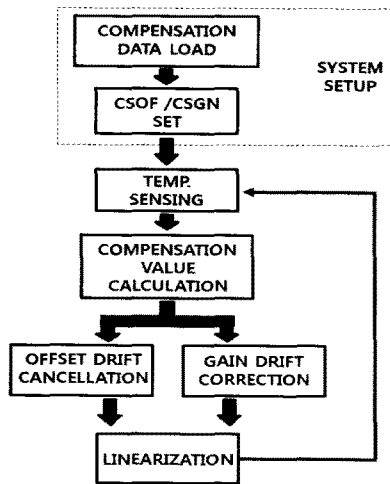 COMPENSATION
DATA LOAD
SYSTEM
SETUP
CSOF /CSGN
SET
TEMP.
SENSING
COMPENSATION
VALUE
CALCULATION
OFFSET DRIFT
CANCELLATION
GAIN DRIFT
CORRECTION
LINEARIZATION